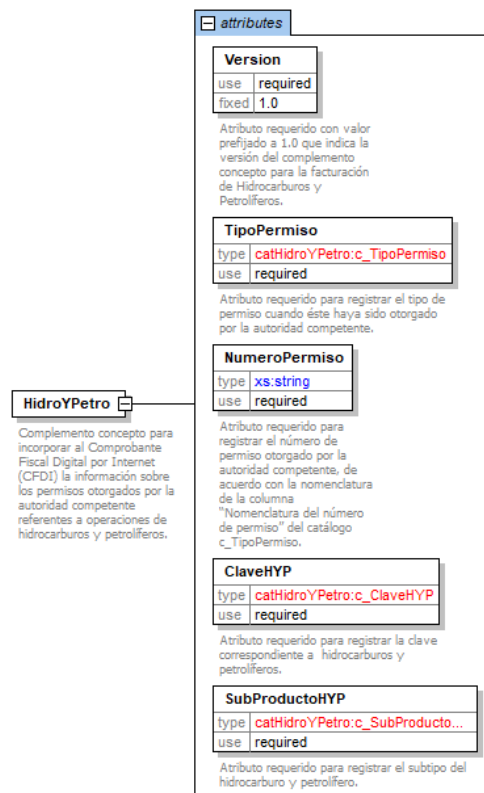 attributes
Version
use required
fixed 1.0
Atributo requerido con valor
prefijado a 1.0 que indica la
versión del complemento
concepto para la facturación
de Hidrocarburos y
Petrolíferos.
TipoPermiso
type catHidroYPetro:c_TipoPermiso
use required
Atributo requerido para registrar el tipo de
permiso cuando éste haya sido otorgado
por la autoridad competente.
NumeroPermiso
type xs:string
use required
Atributo requerido para
registrar el número de
permiso otorgado por la
autoridad competente, de
acuerdo con la nomenclatura
de la columna
"Nomenclatura del número
de permiso" del catálogo
c_TipoPermiso.
HidroYPetro
Complemento concepto para
incorporar al Comprobante
Fiscal Digital por Internet
(CFDI) la información sobre
los permisos otorgados por la
autoridad competente
referentes a operaciones de
hidrocarburos y petrolíferos.
ClaveHYP
type catHidroYPetro:c_ClaveHYP
use required
Atributo requerido para registrar la clave
correspondiente a hidrocarburos y
petrolíferos.
SubProductoHYP
type catHidroYPetro:c_SubProducto...
use required
Atributo requerido para registrar el subtipo del
hidrocarburo y petrolífero.